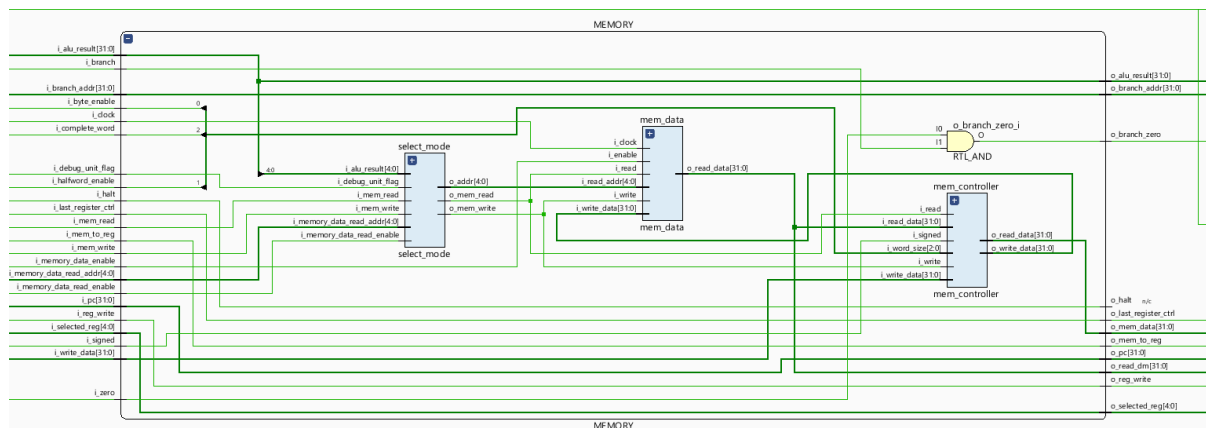 MEMORY
i_alu_result[31:0]
i_branch
i_branch_addr[31:0]
i_byte_enable
i_clock
i_complete_word
i_debug_unit_flag
i_halfword_enable
i_halt
i_last_register_ctrl
i_mem_read
i_mem_to_reg
i_mem_write
i_memory_data_enable
i_memory_data_read_addr[4:0]
i_memory_data_read_enable
i_pc[31:0]
i_reg_write
i_selected_reg[4:0]
i_signed
i_write_data[31:0]
i_zero
0
2
1
4:0
select_mode
i_alu_result[4:0]
i_debug_unit_flag
i_mem_read
i_mem_write
i_memory_data_read_addr[4:0]
i_memory_data_read_enable
o_addr[4:0]
o_mem_read
o_mem_write
select_mode
mem_data
i_clock
i_enable
i_read
i_read_addr[4:0]
i_write
i_write_data[31:0]
o_read_data[31:0]
mem_data
o_branch_zero_i
I0
I1
O
RTL_AND
mem_controller
i_read
i_read_data[31:0]
i_signed
i_word_size[2:0]
i_write
i_write_data[31:0]
o_read_data[31:0]
o_write_data[31:0]
mem_controller
o_alu_result[31:0]
o_branch_addr[31:0]
o_branch_zero
o_halt n/c
o_last_register_ctrl
o_mem_data[31:0]
o_mem_to_reg
o_pc[31:0]
o_read_dm[31:0]
o_reg_write
o_selected_reg[4:0]
MEMORY